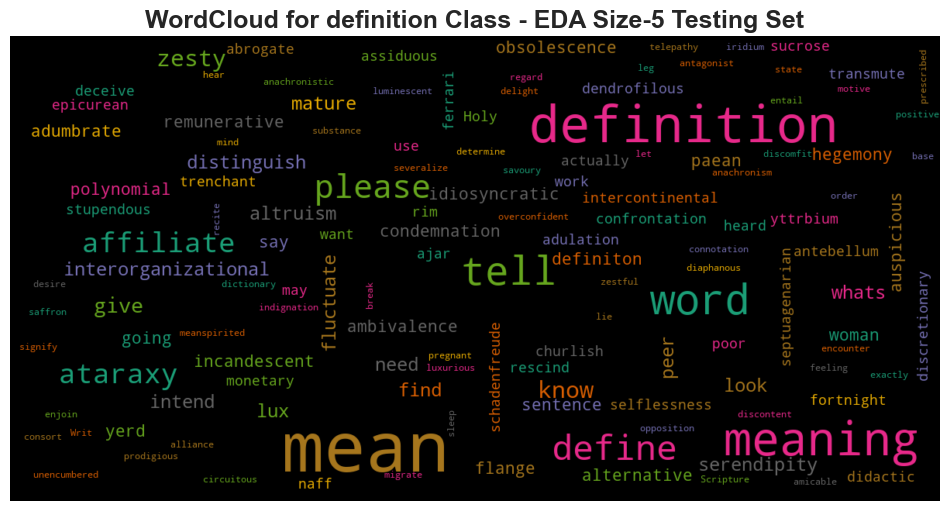 WordCloud for definition Class - EDA Size-5 Testing Set
abrogate
obsolescence
telepathy
iridium
sucrose
zesty
assiduous
hear
anachronistic
regard
antagonist
state
transmute
prescribed
deceive
luminescent
delight
leg
dendrofilous
motive
epicurean
mature
ferrari
entail
positive
adumbrate
remunerative
substance
Holy
definition
mind
use
determine
let
discomfit
base
distinguish
severalize
savoury
actually
paean
hegemony
trenchant
anachronism
polynomial
please
idiosyncratic
work
intercontinental
order
stupendous
recite
altruism
rim
overconfident
confrontation
heard
yttrbium
auspicious
affiliate
say
want
condemnation
adulation
connotation
antebellum
interorganizational
ajar
tell
definiton
diaphanous
septuagenarian
desire
dictionary
may
break
zestful
word
whats
discretionary
saffron
give
indignation
fluctuate
lie
signify
going
meanspirited
ambivalence
schadenfreude
churlish
peer
poor
woman
encounter
ataraxy
incandescent
need
pregnant
luxurious
rescind
feeling
exactly
monetary
find
know
look
enjoin
intend
lux
sentence
selflessness
fortnight
consort
Writ
yerd
sleep
opposition
discontent
alliance
mean
define
meaning
prodigious
unencumbered
circuitous
naff
migrate
flange
alternative
serendipity
Scripture
amicable
didactic